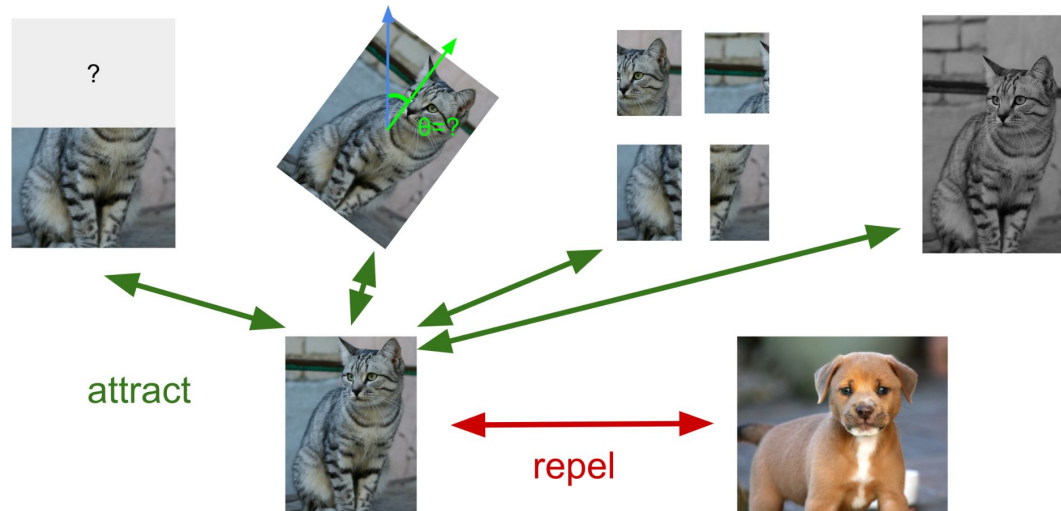 ?
θ=?
attract
repel